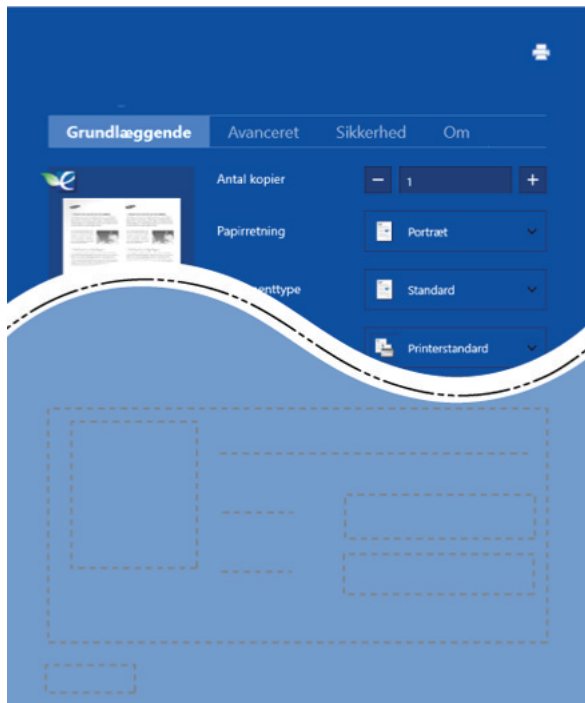 Grundlæggende Avanceret Sikkerhed Om
Antal kopier 1
Papirretning Portræt
Standard
Printerstandard